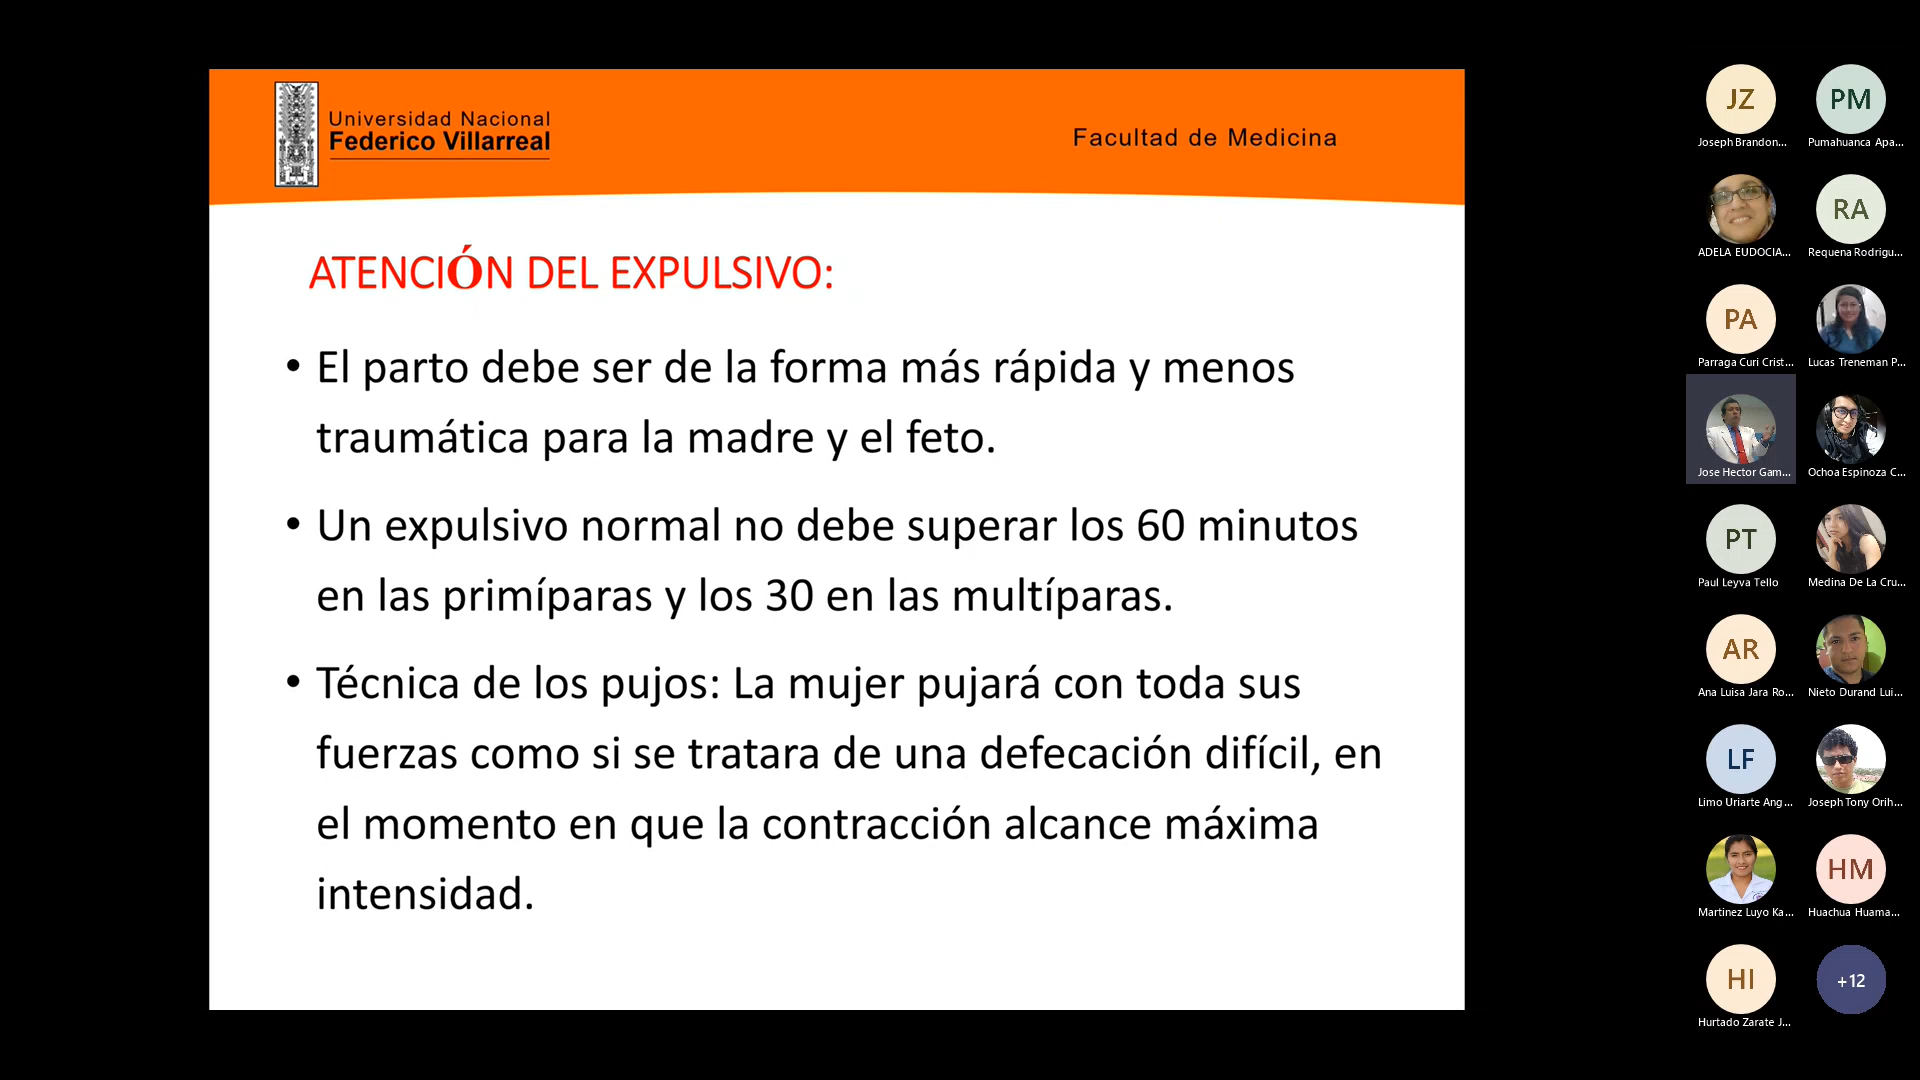 Universidad Nacional
Federico Villarreal
Facultad de Medicina
ATENCIÓN DEL EXPULSIVO:
• El parto debe ser de la forma más rápida y menos
traumática para la madre y el feto.
• Un expulsivo normal no debe superar los 60 minutos
en las primíparas y los 30 en las multíparas.
• Técnica de los pujos: La mujer pujará con toda sus
fuerzas como si se tratara de una defecación difícil, en
el momento en que la contracción alcance máxima
intensidad.
JZ
PM
Joseph Brandon...
Pumahuanca Apa...
RA
ADELA EUDOCIA...
Requena Rodrigu...
PA
Parraga Curi Crist...
Lucas Treneman P...
Jose Hector Gam...
Ochoa Espinoza C...
PT
Paul Leyva Tello
Medina De La Cru...
AR
Ana Luisa Jara Ro...
Nieto Durand Lui...
LF
Limo Uriarte Ang...
Joseph Tony Orih...
HM
Martinez Luyo Ka...
Huachua Huama...
HI
+12
Hurtado Zarate J...